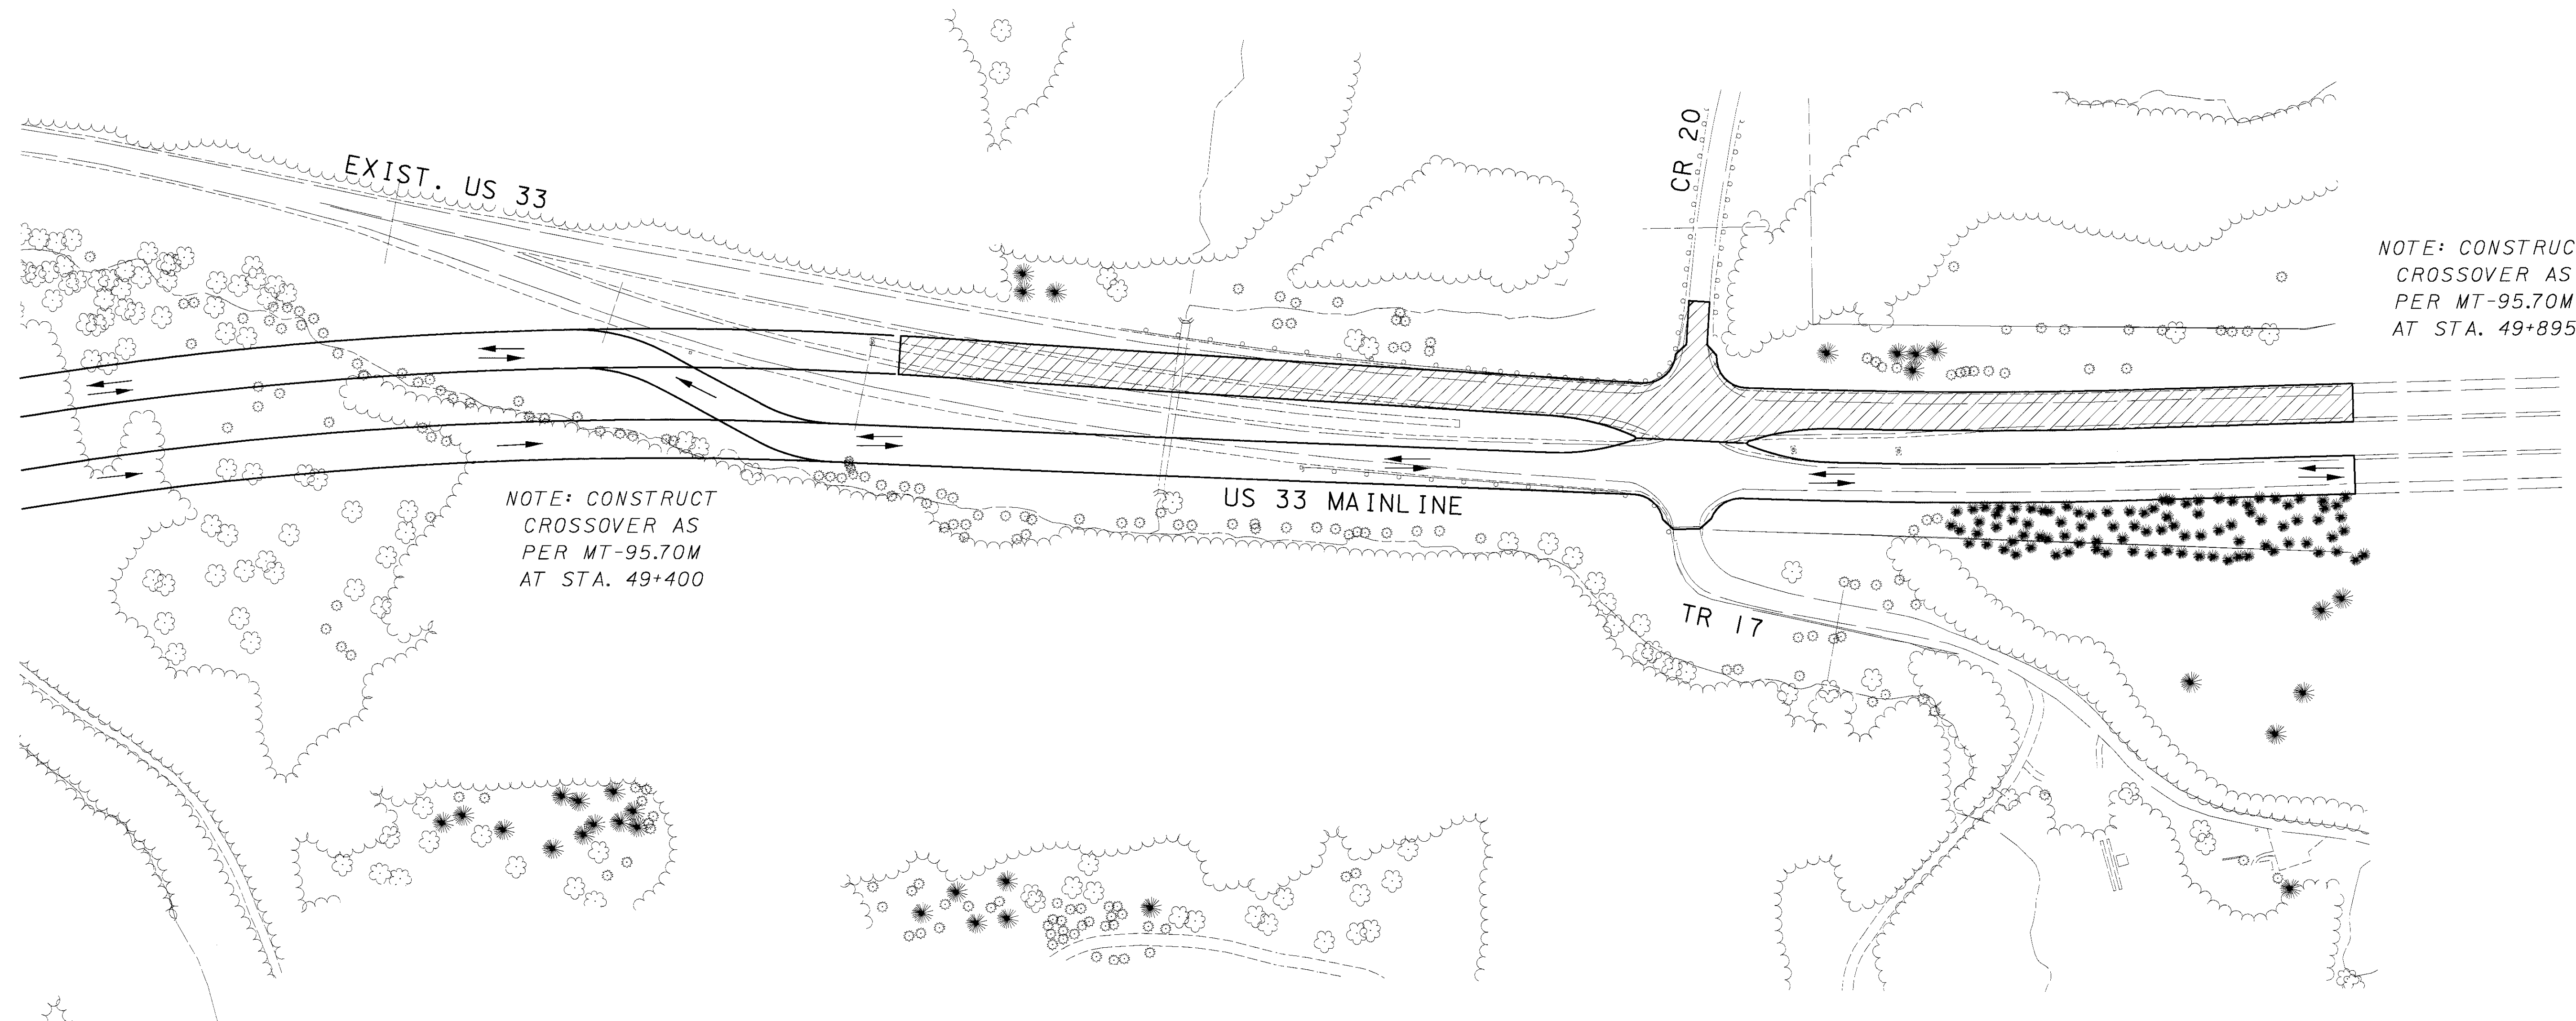 EXIST. US 33
CR 20
NOTE: CONSTRUC
CROSSOVER AS
PER MT-95.70M
AT STA. 49+895
NOTE: CONSTRUCT
CROSSOVER AS
PER MT-95.70M
AT STA. 49+400
US 33 MAINLINE
TR 17